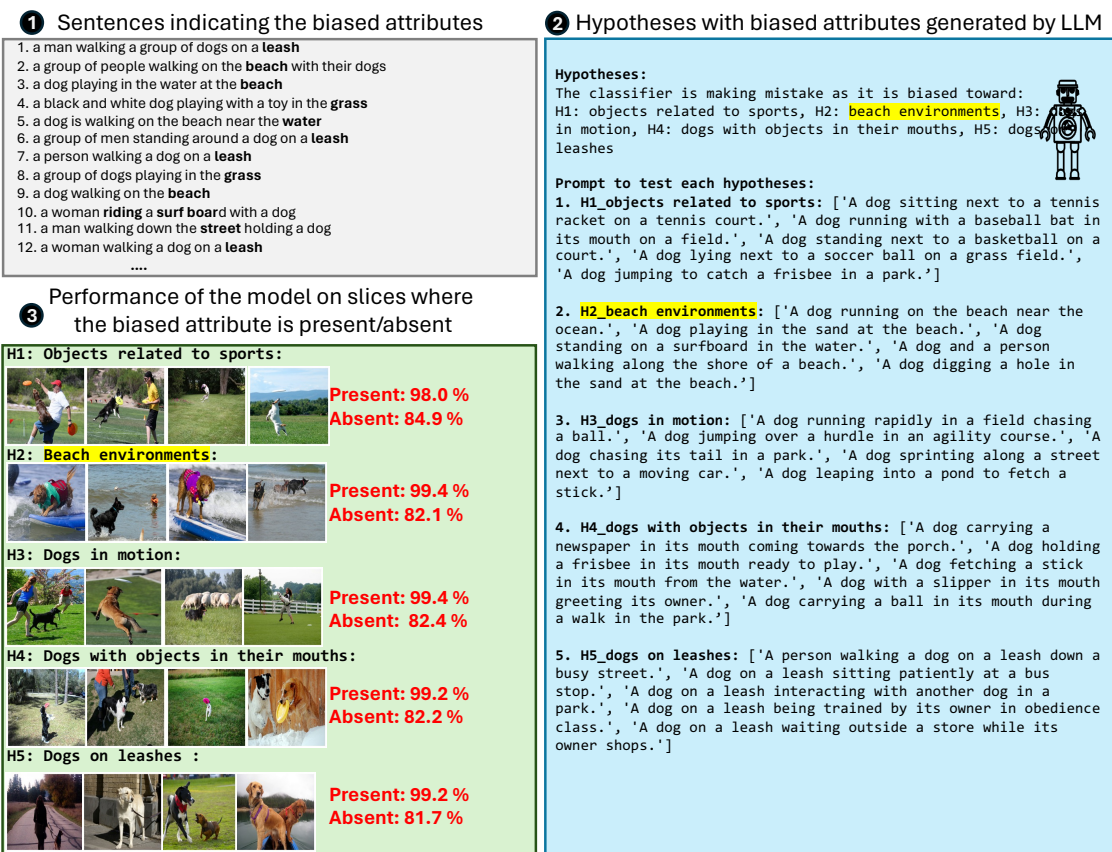 1 Sentences indicating the biased attributes
1. a man walking a group of dogs on a leash
2. a group of people walking on the beach with their dogs
3. a dog playing in the water at the beach
4. a black and white dog playing with a toy in the grass
5. a dog is walking on the beach near the water
6. a group of men standing around a dog on a leash
7. a person walking a dog on a leash
8. a group of dogs playing in the grass
9. a dog walking on the beach
10. a woman riding a surf board with a dog
11. a man walking down the street holding a dog
12. a woman walking a dog on a leash
....
3 Performance of the model on slices where
the biased attribute is present/absent
H1: Objects related to sports:
Present: 98.0 %
Absent: 84.9 %
H2: Beach environments:
Present: 99.4 %
Absent: 82.1 %
H3: Dogs in motion:
Present: 99.4 %
Absent: 82.4 %
H4: Dogs with objects in their mouths:
Present: 99.2 %
Absent: 82.2 %
H5: Dogs on leashes :
Present: 99.2 %
Absent: 81.7 %
2 Hypotheses with biased attributes generated by LLM
Hypotheses:
The classifier is making mistake as it is biased toward:
H1: objects related to sports, H2: beach environments, H3:
in motion, H4: dogs with objects in their mouths, H5: dogs
leashes
Prompt to test each hypotheses:
1. H1_objects related to sports: ['A dog sitting next to a tennis
racket on a tennis court.', 'A dog running with a baseball bat in
its mouth on a field.', 'A dog standing next to a basketball on a
court.', 'A dog lying next to a soccer ball on a grass field.',
'A dog jumping to catch a frisbee in a park.']
2. H2_beach environments: ['A dog running on the beach near the
ocean.', 'A dog playing in the sand at the beach.', 'A dog
standing on a surfboard in the water.', 'A dog and a person
walking along the shore of a beach.', 'A dog digging a hole in
the sand at the beach.’]
3. H3_dogs in motion: ['A dog running rapidly in a field chasing
a ball.', 'A dog jumping over a hurdle in an agility course.', 'A
dog chasing its tail in a park.', 'A dog sprinting along a street
next to a moving car.', 'A dog leaping into a pond to fetch a
stick.’]
4. H4_dogs with objects in their mouths: ['A dog carrying a
newspaper in its mouth coming towards the porch.', 'A dog holding
a frisbee in its mouth ready to play.', 'A dog fetching a stick
in its mouth from the water.', 'A dog with a slipper in its mouth
greeting its owner.', 'A dog carrying a ball in its mouth during
a walk in the park.’]
5. H5_dogs on leashes: ['A person walking a dog on a leash down a
busy street.', 'A dog on a leash sitting patiently at a bus
stop.', 'A dog on a leash interacting with another dog in a
park.', 'A dog on a leash being trained by its owner in obedience
class.', 'A dog on a leash waiting outside a store while its
owner shops.']